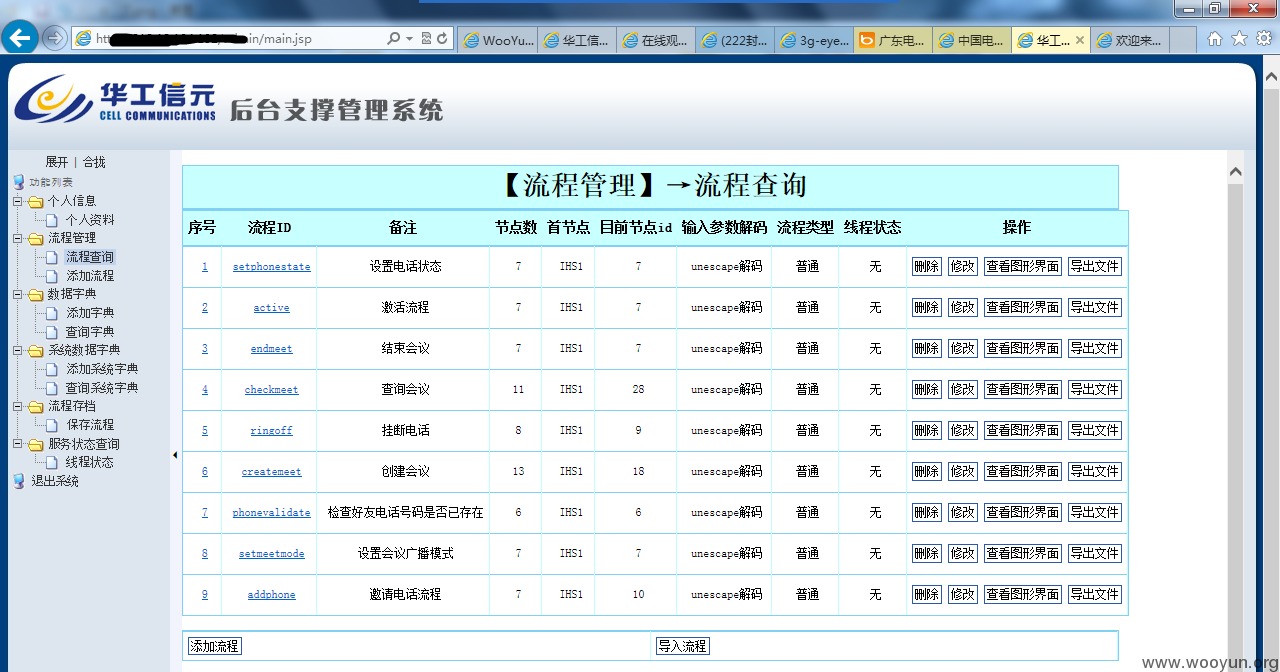 htt in/main.jsp
WooYu... 华工信... 在线观... (222封... 3g-eye... 广东电... 中国电... 华工... 欢迎来...
华工信元
CELL COMMUNICATIONS
后台支撑管理系统
展开 | 合拢
功能列表
个人信息
个人资料
流程管理
流程查询
添加流程
数据字典
添加字典
查询字典
系统数据字典
添加系统字典
查询系统字典
流程存档
保存流程
服务状态查询
线程状态
退出系统
【流程管理】→流程查询
序号 流程ID 备注 节点数 首节点 目前节点id 输入参数解码 流程类型 线程状态 操作
1 setphonestate 设置电话状态 7 IHS1 7 unescape解码 普通 无 删除 修改 查看图形界面 导出文件
2 active 激活流程 7 IHS1 7 unescape解码 普通 无 删除 修改 查看图形界面 导出文件
3 endmeet 结束会议 7 IHS1 7 unescape解码 普通 无 删除 修改 查看图形界面 导出文件
4 checkmeet 查询会议 11 IHS1 28 unescape解码 普通 无 删除 修改 查看图形界面 导出文件
5 ringoff 挂断电话 8 IHS1 9 unescape解码 普通 无 删除 修改 查看图形界面 导出文件
6 createmeet 创建会议 13 IHS1 18 unescape解码 普通 无 删除 修改 查看图形界面 导出文件
7 phonevalidate 检查好友电话号码是否已存在 6 IHS1 6 unescape解码 普通 无 删除 修改 查看图形界面 导出文件
8 setmeetmode 设置会议广播模式 7 IHS1 7 unescape解码 普通 无 删除 修改 查看图形界面 导出文件
9 addphone 邀请电话流程 7 IHS1 10 unescape解码 普通 无 删除 修改 查看图形界面 导出文件
添加流程 导入流程
www.wooyun.org